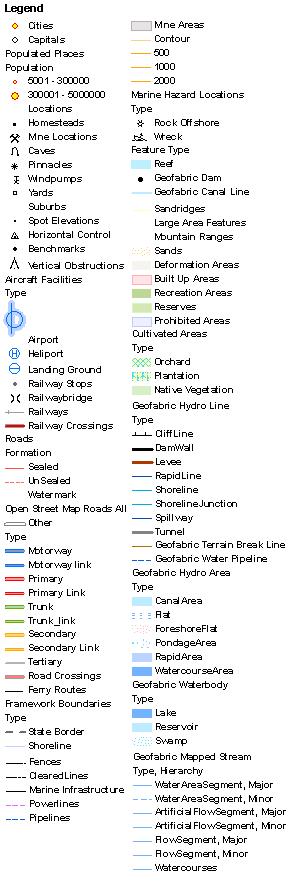 Legend
Cities
Capitals
Populated Places
Population
5001 - 300000
300001 - 5000000
Locations
Homesteads
Mine Locations
Caves
Pinnacles
Windpumps
Yards
Suburbs
Spot Elevations
Horizontal Control
Benchmarks
Vertical Obstructions
Aircraft Facilities
Type
Airport
Heliport
Landing Ground
Railway Stops
Railwaybridge
Railways
Railway Crossings
Roads
Formation
Sealed
UnSealed
Watermark
Open Street Map Roads All
Other
Type
Motorway
Motorway link
Primary
Primary Link
Trunk
Trunk_link
Secondary
Secondary Link
Tertiary
Road Crossings
Ferry Routes
Framework Boundaries
Type
State Border
Shoreline
Fences
ClearedLines
Marine Infrastructure
Powerlines
Pipelines
Mine Areas
Contour
500
1000
2000
Marine Hazard Locations
Type
Rock Offshore
Wreck
Feature Type
Reef
Geofabric Dam
Geofabric Canal Line
Sandridges
Large Area Features
Mountain Ranges
Sands
Deformation Areas
Built Up Areas
Recreation Areas
Reserves
Prohibited Areas
Cultivated Areas
Type
Orchard
Plantation
Native Vegetation
Geofabric Hydro Line
Type
CliffLine
DamWall
Levee
RapidLine
Shoreline
ShorelineJunction
Spillway
Tunnel
Geofabric Terrain Break Line
Geofabric Water Pipeline
Geofabric Hydro Area
Type
CanalArea
Flat
ForeshoreFlat
PondageArea
RapidArea
WatercourseArea
Geofabric Waterbody
Type
Lake
Reservoir
Swamp
Geofabric Mapped Stream
Type, Hierarchy
WaterAreaSegment, Major
WaterAreaSegment, Minor
ArtificialFlowSegment, Major
ArtificialFlowSegment, Minor
FlowSegment, Major
FlowSegment, Minor
Watercourses